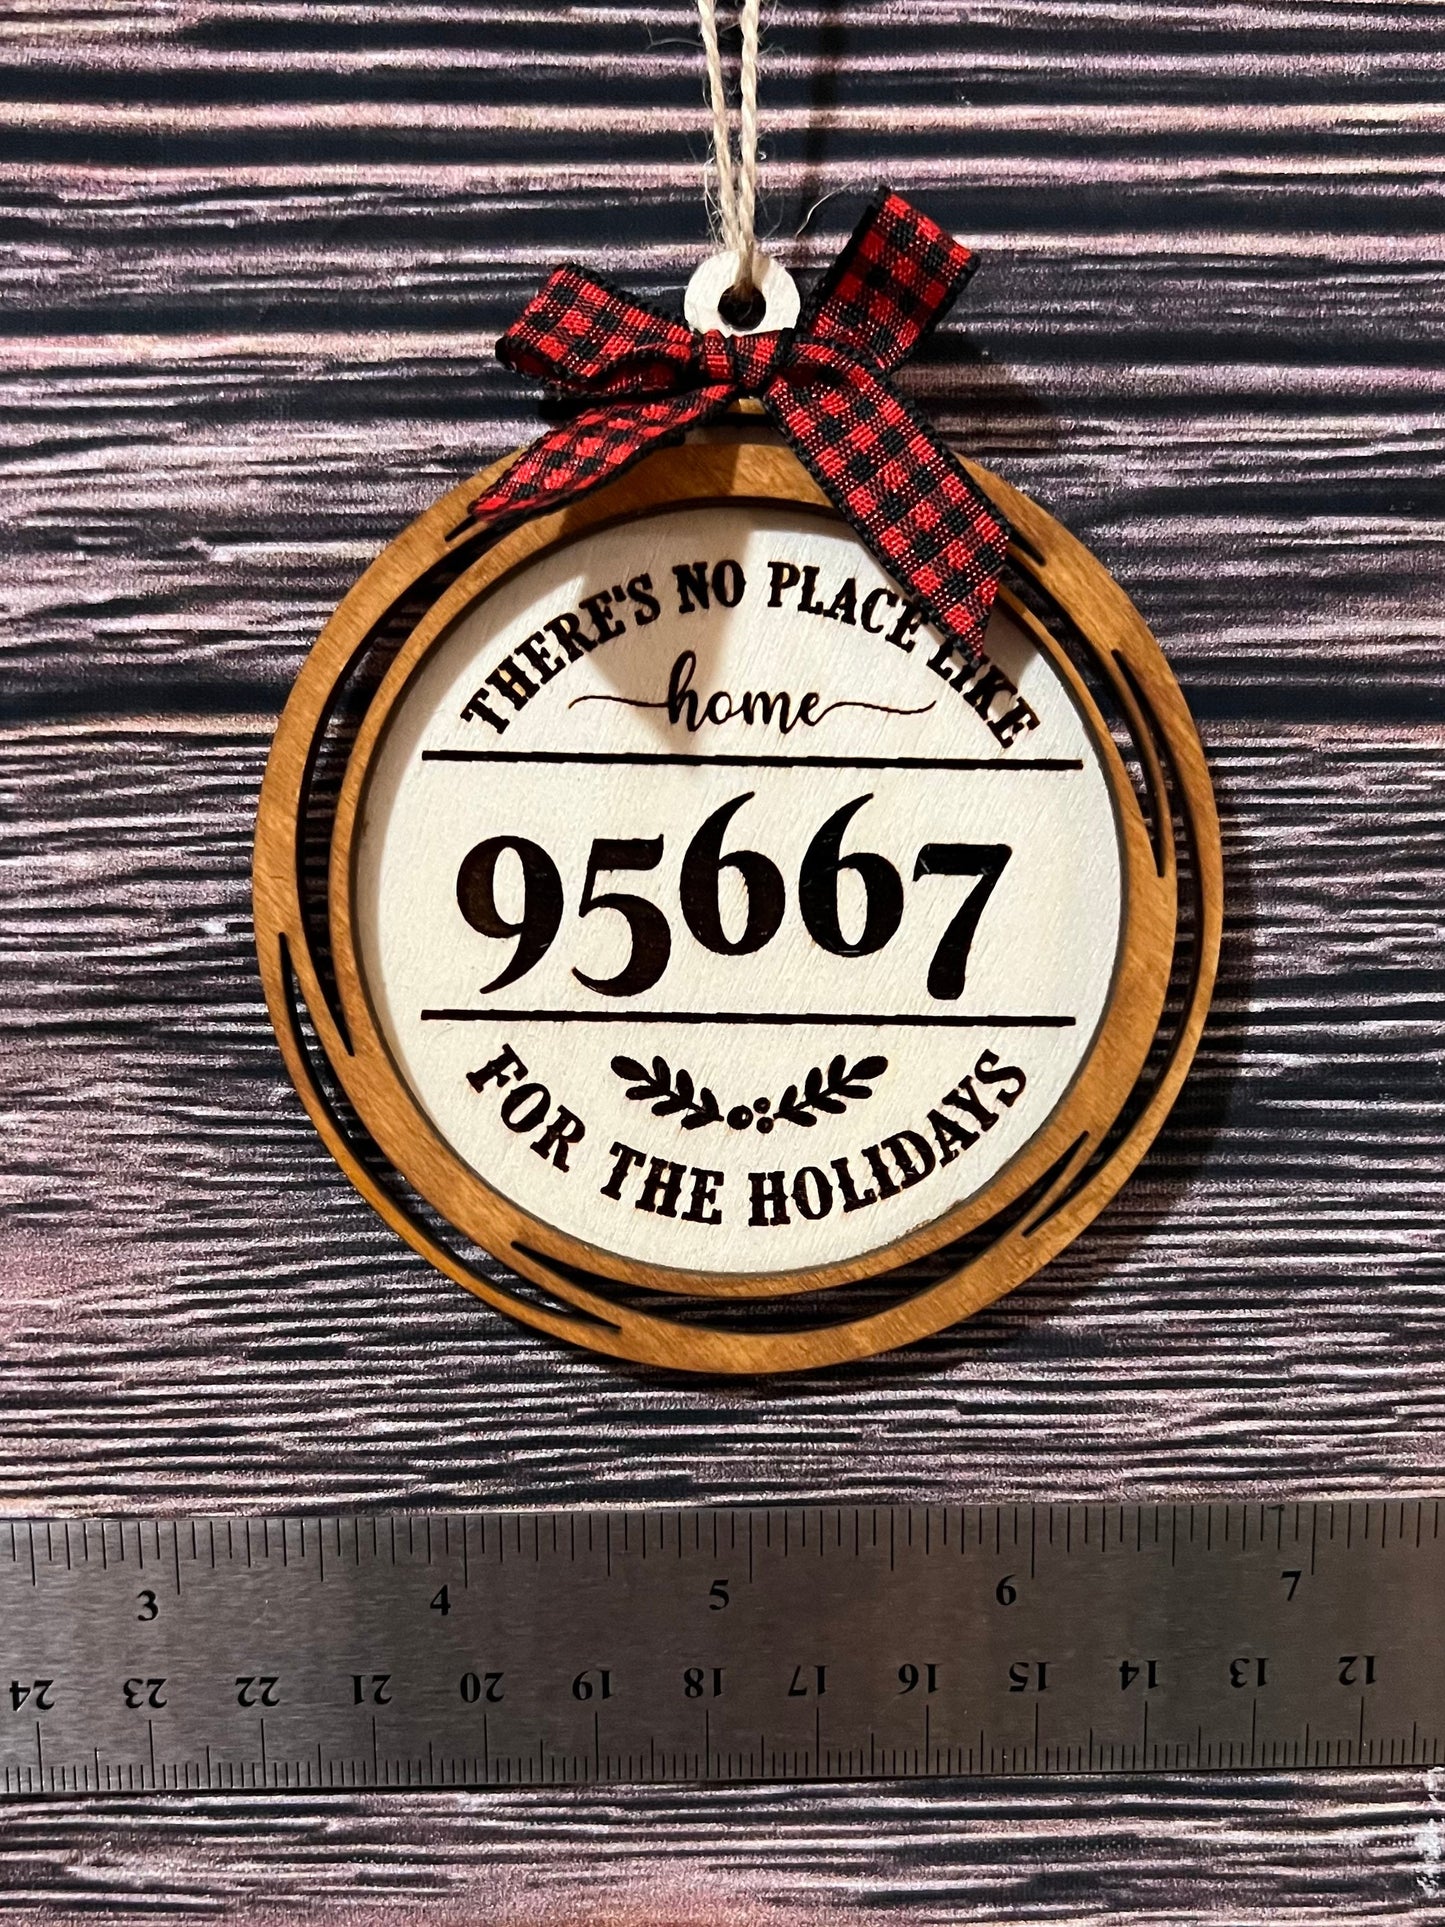 THERE'S NO PLACE LIKE
home
95667
FOR THE HOLIDAYS
3 4 5 6 7
24 23 22 21 20 19 18 17 16 15 14 13 12